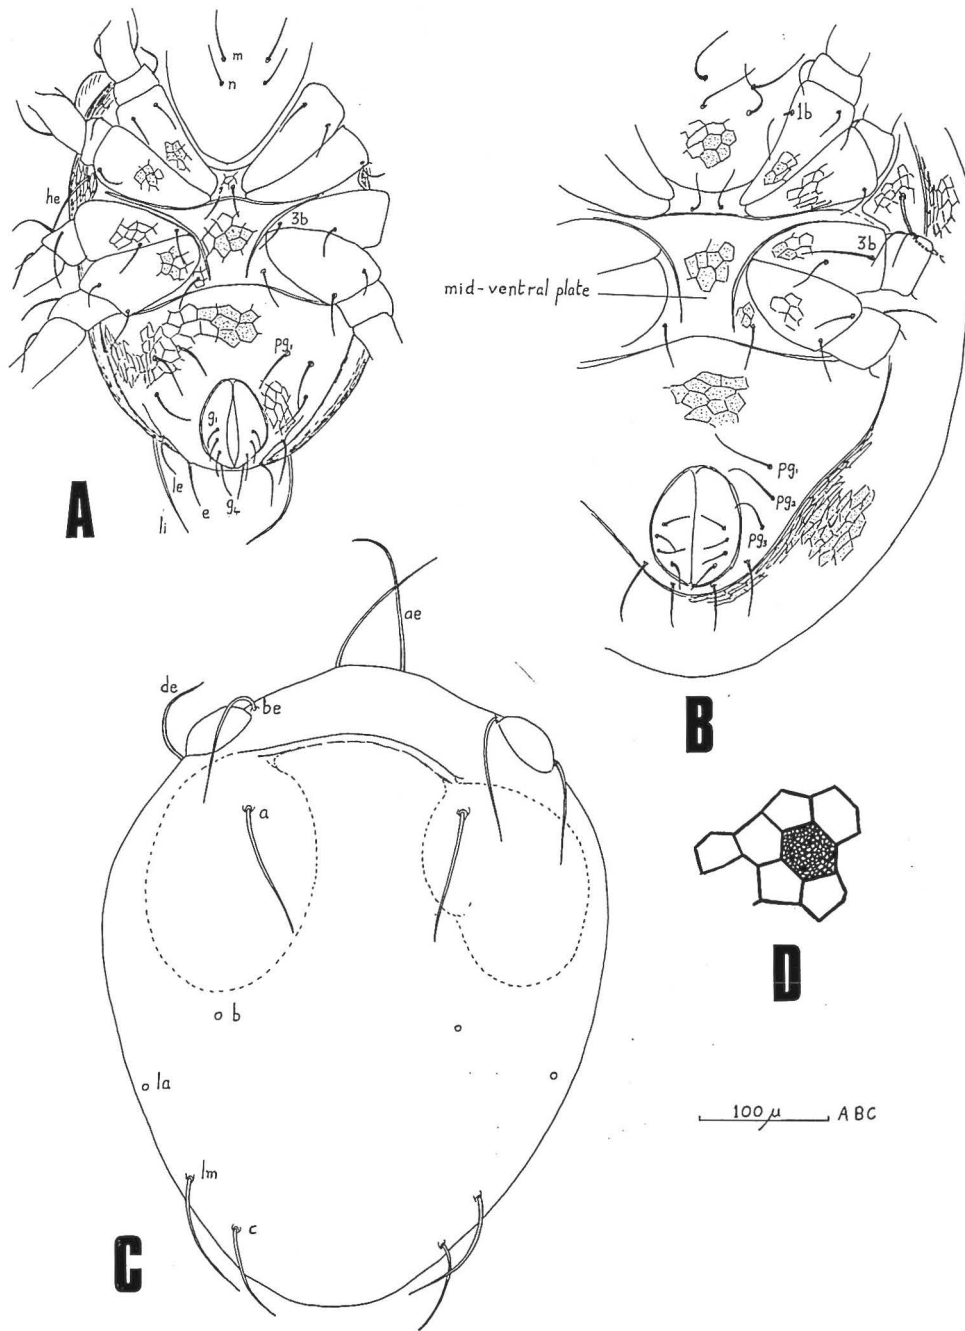 m
n
he
3b
pg₁
g₁
g₄
le
li
e
A
1b
3b
mid-ventral plate
pg₁
pg₂
pg₃
B
ae
de
be
a
b
la
lm
c
C
D
100 µ ABC